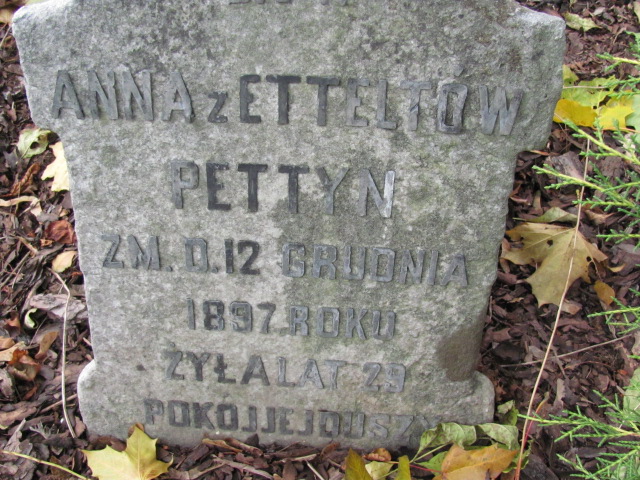 ANNA z ETTELTÓW
PETTYN
ZM. D. 12 GRUDNIA
1897 ROKU
ŻYŁA LAT 29
POKÓJ JEJ DUSZY